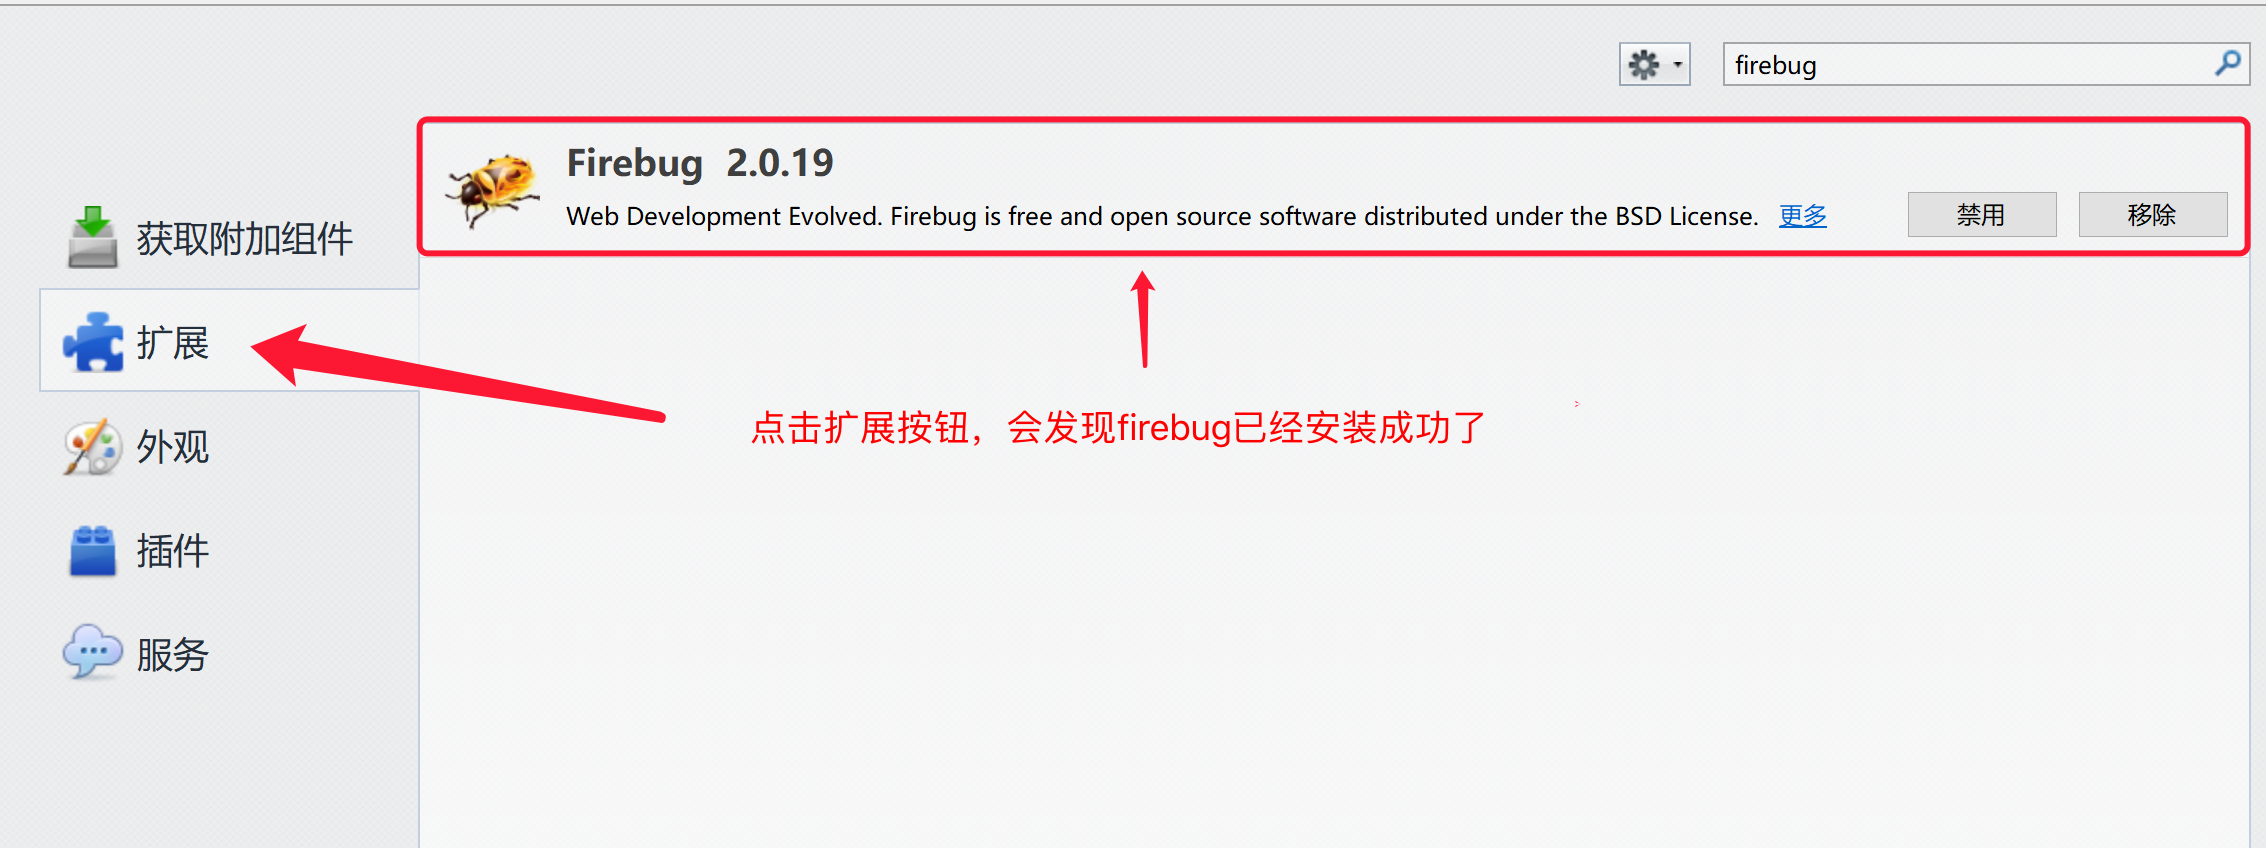 firebug
Firebug 2.0.19
Web Development Evolved. Firebug is free and open source software distributed under the BSD License. 更多 禁用 移除
获取附加组件
扩展
点击扩展按钮，会发现firebug已经安装成功了
外观
插件
服务